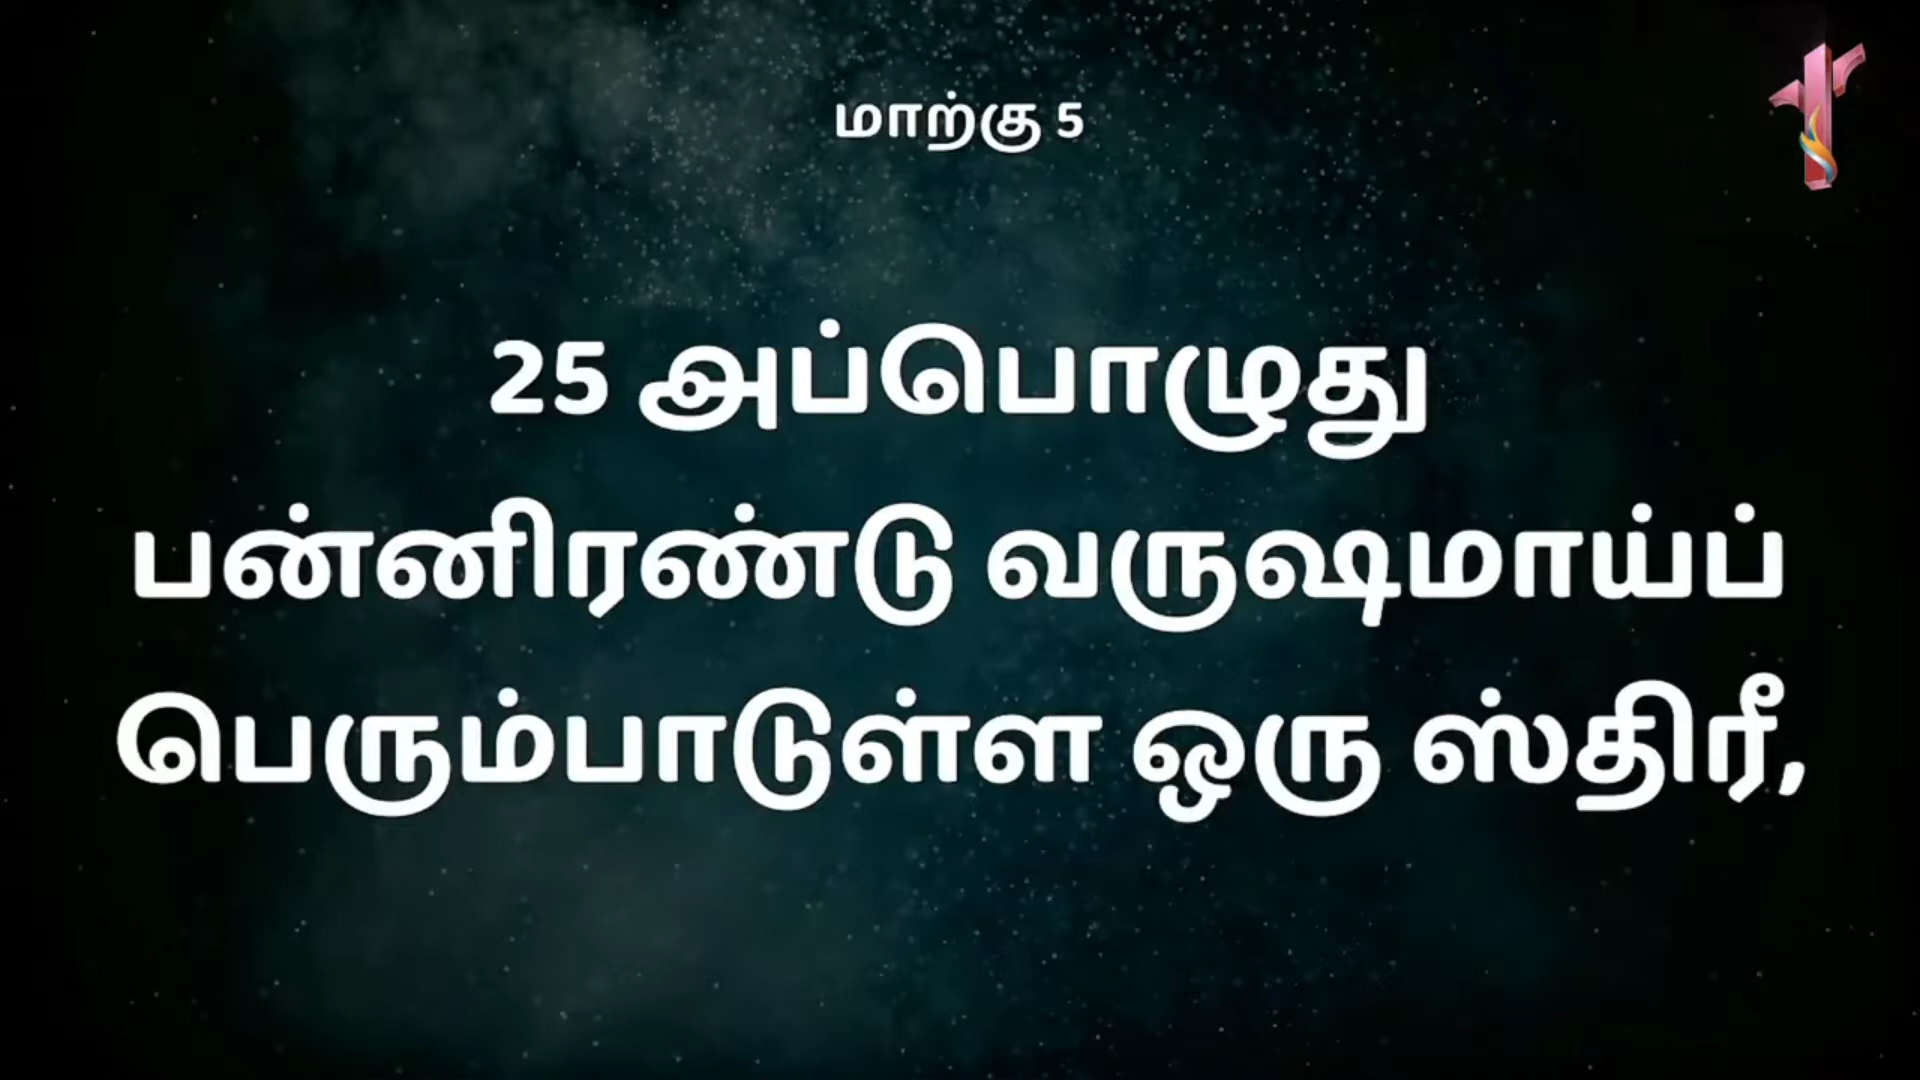 மாற்கு 5
25 அப்பொழுது
பன்னிரண்டு வருஷமாய்ப்
பெரும்பாடுள்ள ஒரு ஸ்திரீ,